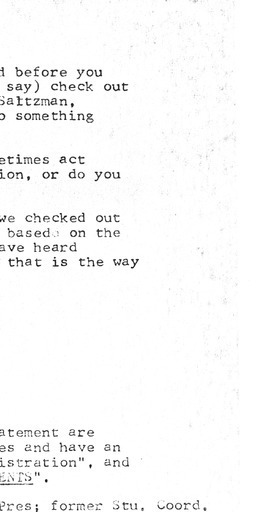 d before you
say) check out
Saltzman,
o something
etimes act
ion, or do you
we checked out
based on the
ave heard
that is the way
atement are
es and have an
istration", and
ENTS".
Pres; former Stu. Coord.